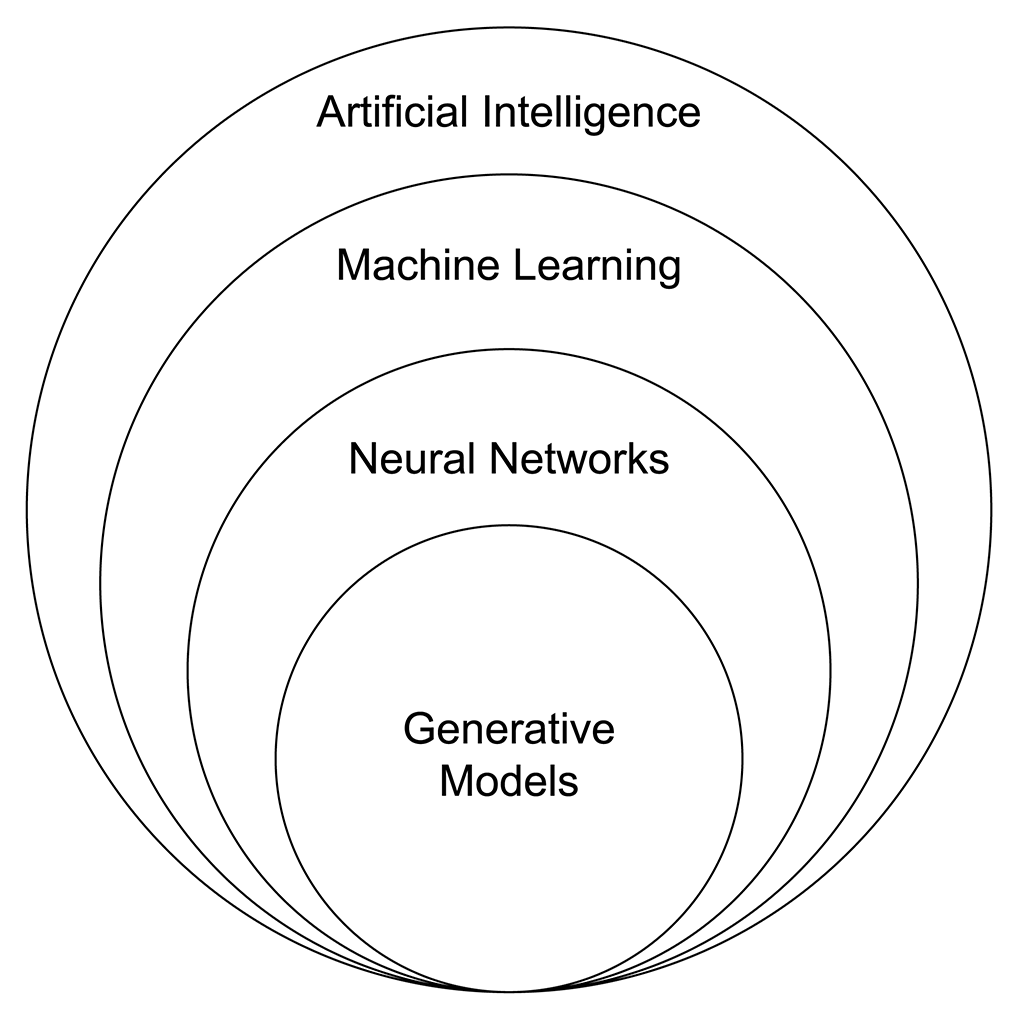 Artificial Intelligence
Machine Learning
Neural Networks
Generative
Models